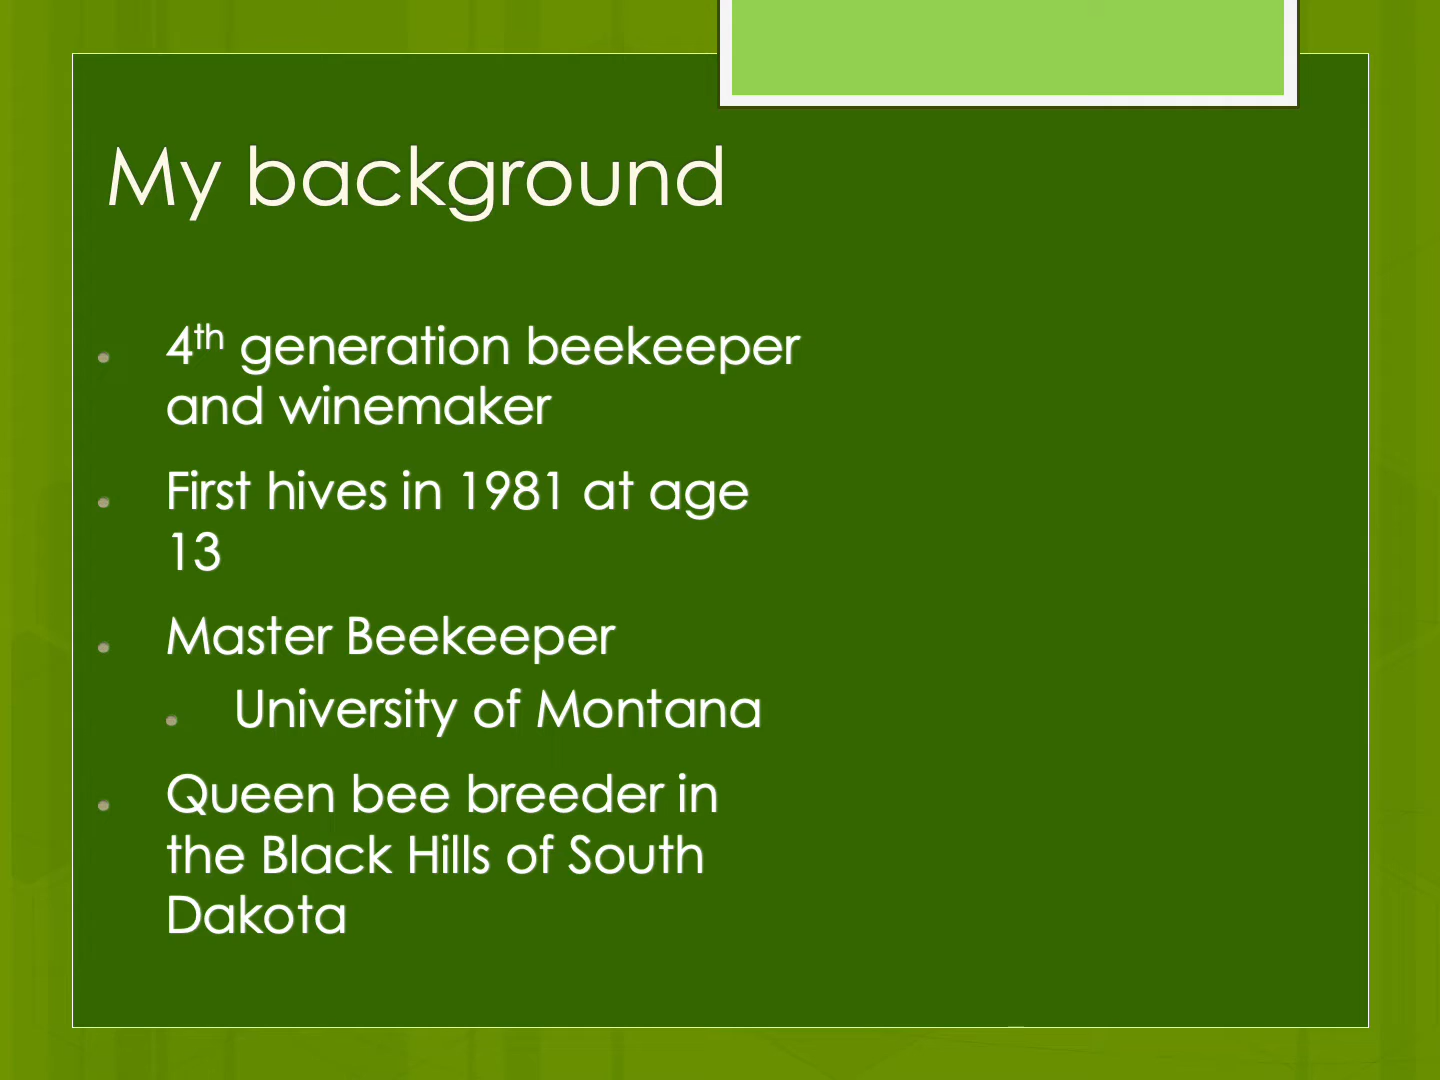 My background
4th generation beekeeper
and winemaker
First hives in 1981 at age
13
Master Beekeeper
University of Montana
Queen bee breeder in
the Black Hills of South
Dakota